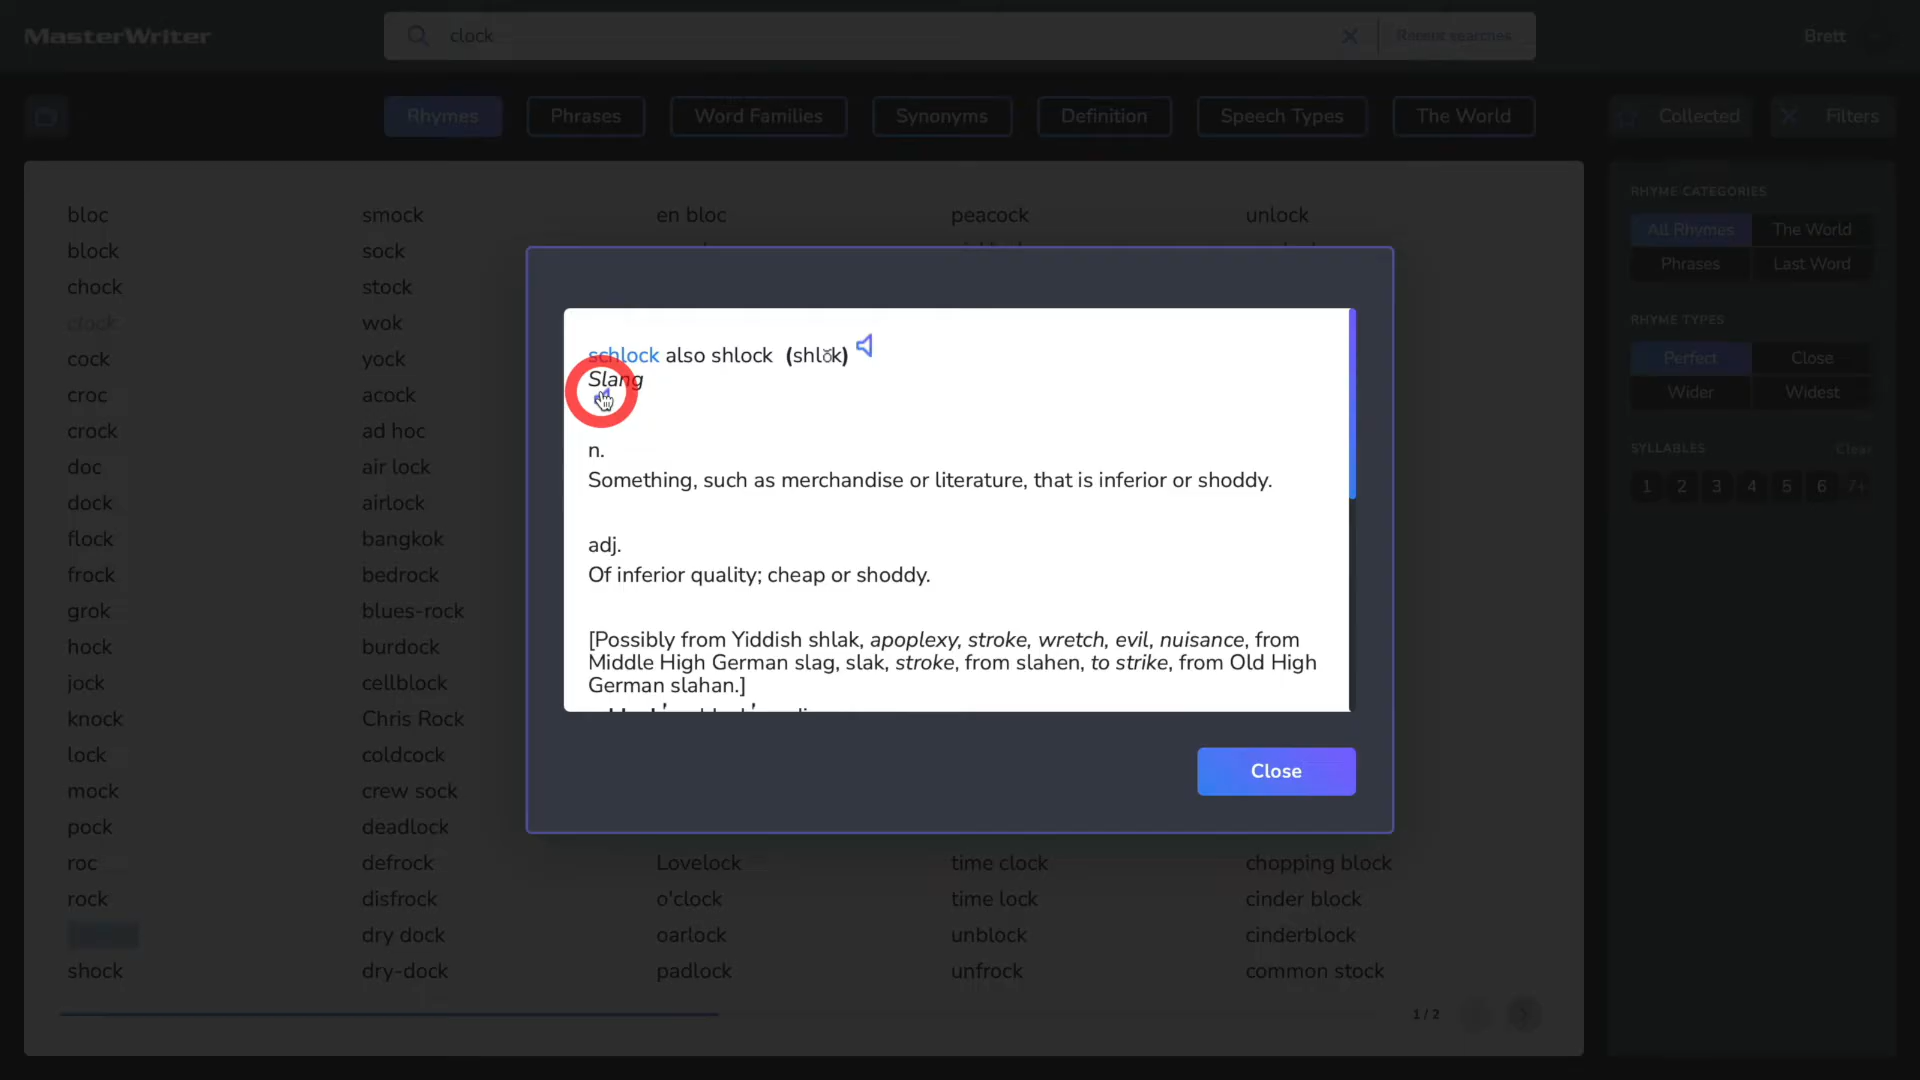 MasterWriter
clock
Recent searches
Brett
Rhymes
Phrases
Word Families
Synonyms
Definition
Speech Types
The World
Collected
Filters
bloc
block
chock
clock
cock
croc
crock
doc
dock
flock
frock
grok
hock
jock
knock
lock
mock
pock
roc
rock
shock
smock
sock
stock
wok
yock
acock
ad hoc
air lock
airlock
bangkok
bedrock
blues-rock
burdock
cellblock
Chris Rock
coldcock
crew sock
deadlock
defrock
disfrock
dry dock
dry-dock
en bloc
Lovelock
o'clock
oarlock
padlock
peacock
time clock
time lock
unblock
unfrock
unlock
chopping block
cinder block
cinderblock
common stock
1 / 2
schlock also shlock (shlŏk)
Slang
n.
Something, such as merchandise or literature, that is inferior or shoddy.
adj.
Of inferior quality; cheap or shoddy.
[Possibly from Yiddish shlak, apoplexy, stroke, wretch, evil, nuisance, from
Middle High German slag, slak, stroke, from slahen, to strike, from Old High
German slahan.]
Close
RHYME CATEGORIES
All Rhymes
The World
Phrases
Last Word
RHYME TYPES
Perfect
Close
Wider
Widest
SYLLABLES
Clear
1 2 3 4 5 6 7+